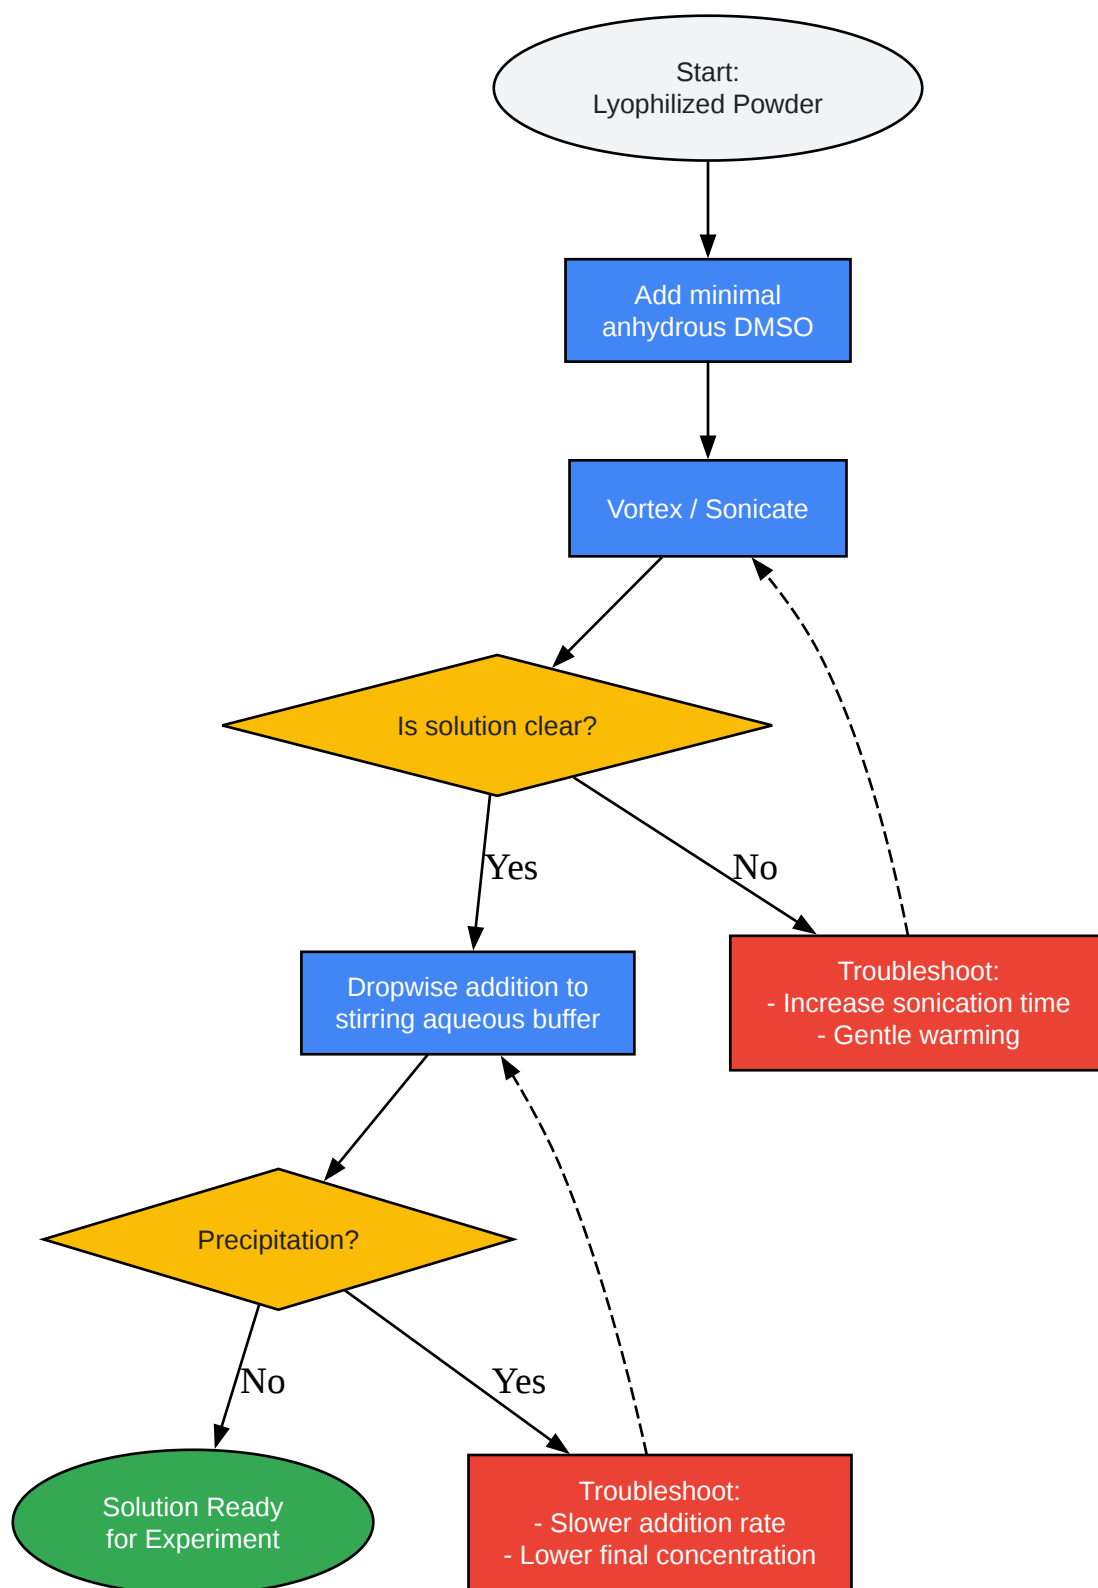 Start:
Lyophilized Powder
Add minimal
anhydrous DMSO
Vortex / Sonicate
Is solution clear?
Yes
No
Dropwise addition to
stirring aqueous buffer
Troubleshoot:
- Increase sonication time
- Gentle warming
Precipitation?
No
Yes
Solution Ready
for Experiment
Troubleshoot:
- Slower addition rate
- Lower final concentration